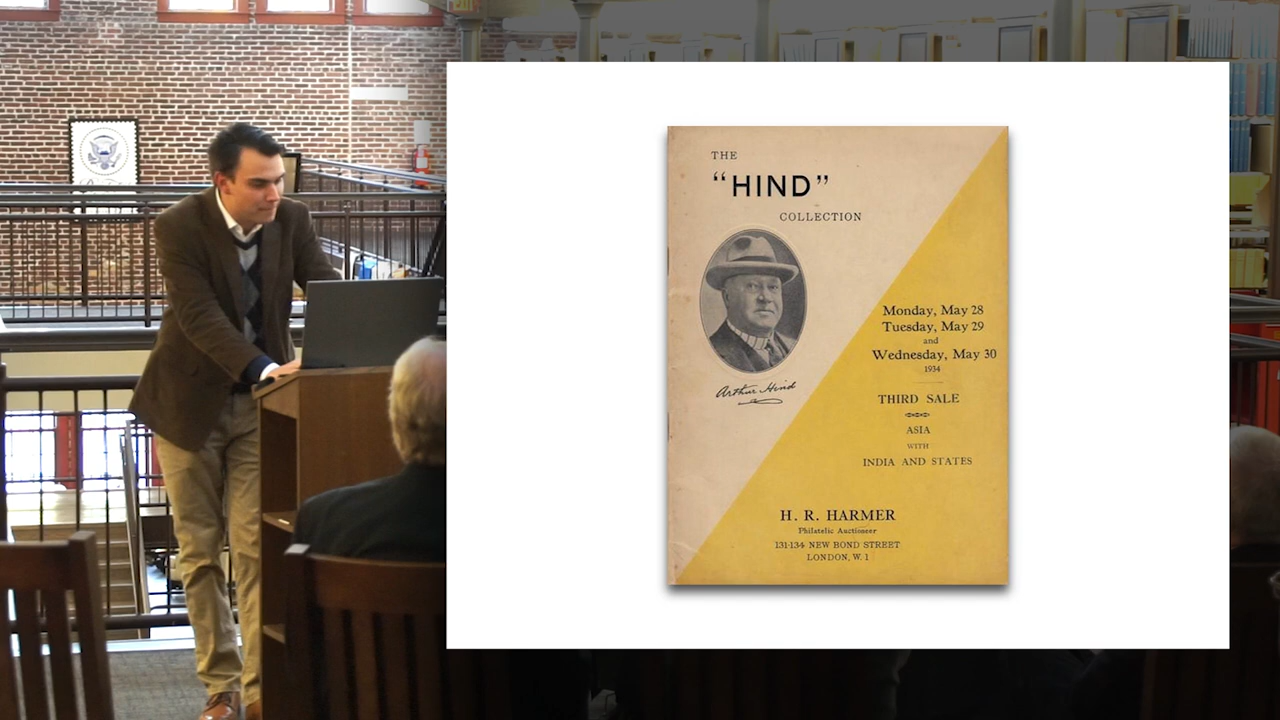 THE
“HIND”
COLLECTION
Arthur Hind
Monday, May 28
Tuesday, May 29
and
Wednesday, May 30
1934
THIRD SALE
ASIA
WITH
INDIA AND STATES
H. R. HARMER
Philatelic Auctioneer
131-134 NEW BOND STREET
LONDON, W. 1